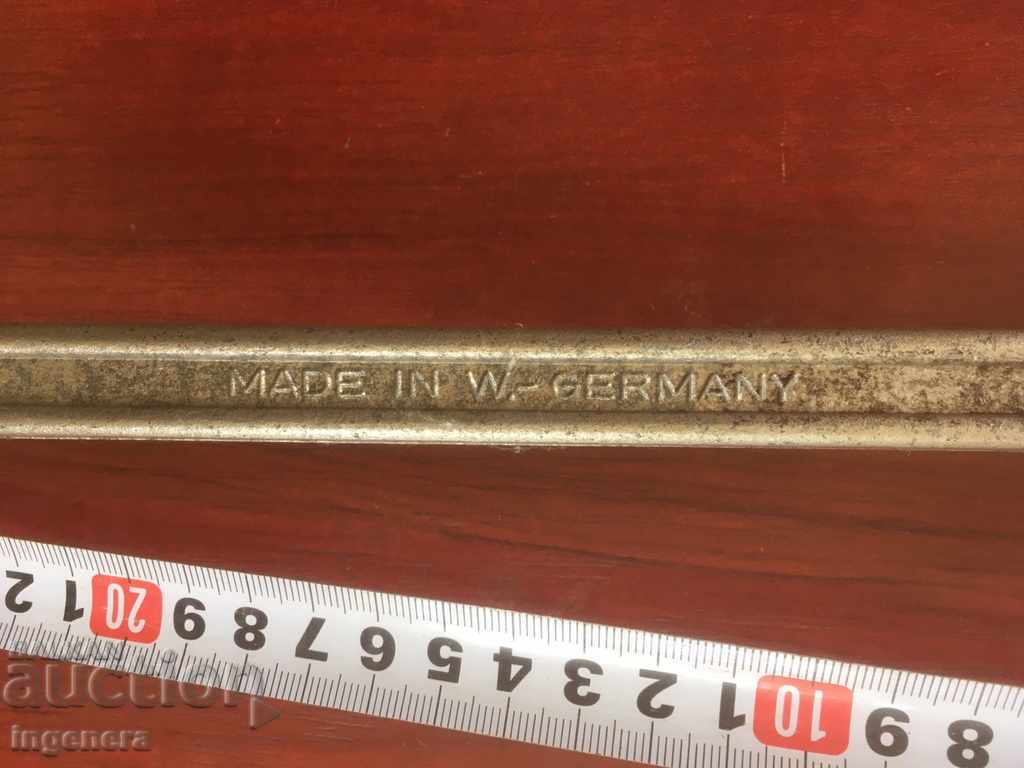 MADE IN W.-GERMANY
2 1 20 9 8 7 6 5 4 3 2 1 10 9 8
auction
ingenera